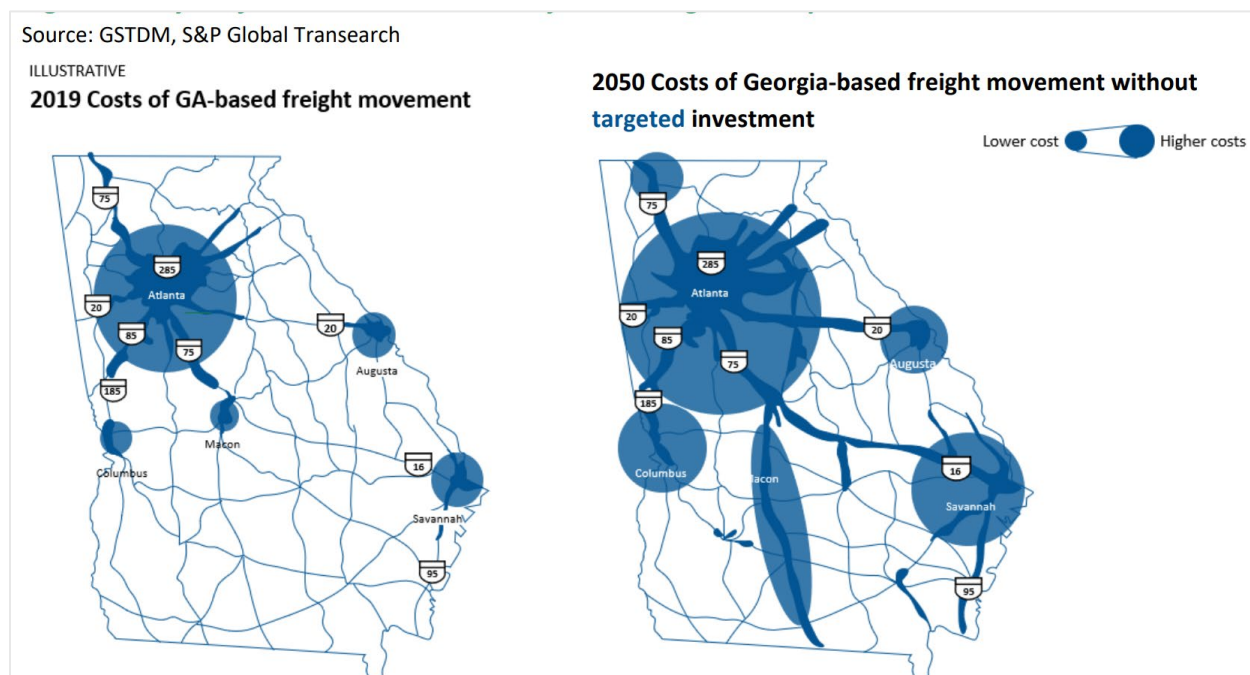 Source: GSTDM, S&P Global Transearch
ILLUSTRATIVE
2019 Costs of GA-based freight movement
75
285
Atlanta
20
85
75
20
Augusta
185
Macon
Columbus
16
Savannah
95
2050 Costs of Georgia-based freight movement without
targeted investment
Lower cost
Higher costs
75
285
Atlanta
20
85
20
75
Augusta
185
Columbus
acon
16
Savannah
95